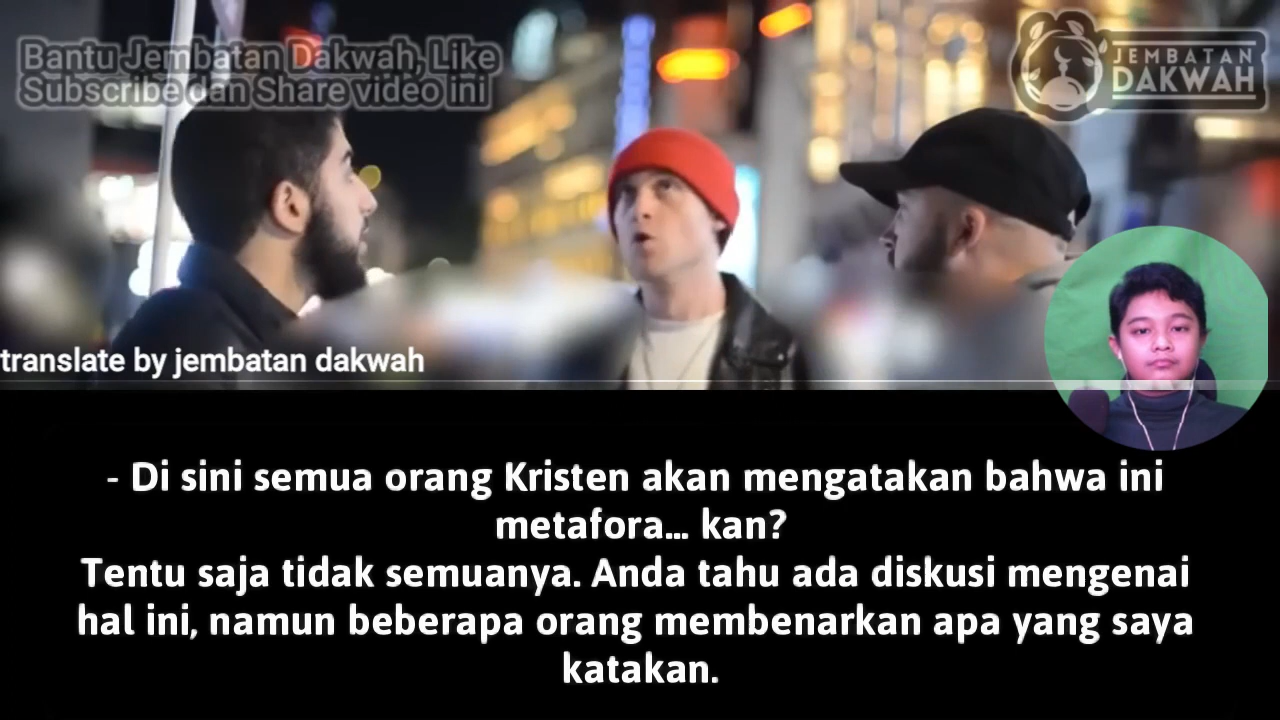 Bantu Jembatan Dakwah, Like
Subscribe dan Share video ini
JEMBATAN
DAKWAH
translate by jembatan dakwah
- Di sini semua orang Kristen akan mengatakan bahwa ini
metafora... kan?
Tentu saja tidak semuanya. Anda tahu ada diskusi mengenai
hal ini, namun beberapa orang membenarkan apa yang saya
katakan.